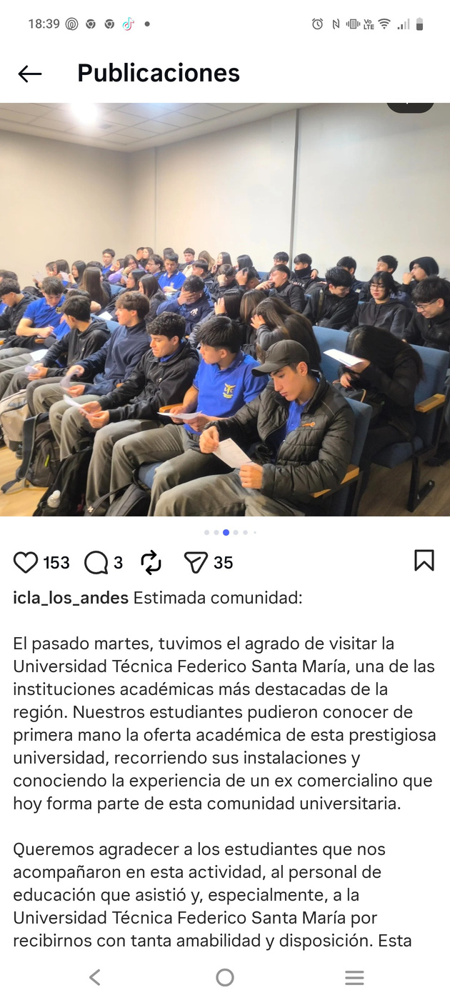 18:39
Vo
LTE
Publicaciones
153
3
35
icla_los_andes Estimada comunidad:
El pasado martes, tuvimos el agrado de visitar la
Universidad Técnica Federico Santa María, una de las
instituciones académicas más destacadas de la
región. Nuestros estudiantes pudieron conocer de
primera mano la oferta académica de esta prestigiosa
universidad, recorriendo sus instalaciones y
conociendo la experiencia de un ex comercialino que
hoy forma parte de esta comunidad universitaria.
Queremos agradecer a los estudiantes que nos
acompañaron en esta actividad, al personal de
educación que asistió y, especialmente, a la
Universidad Técnica Federico Santa María por
recibirnos con tanta amabilidad y disposición. Esta